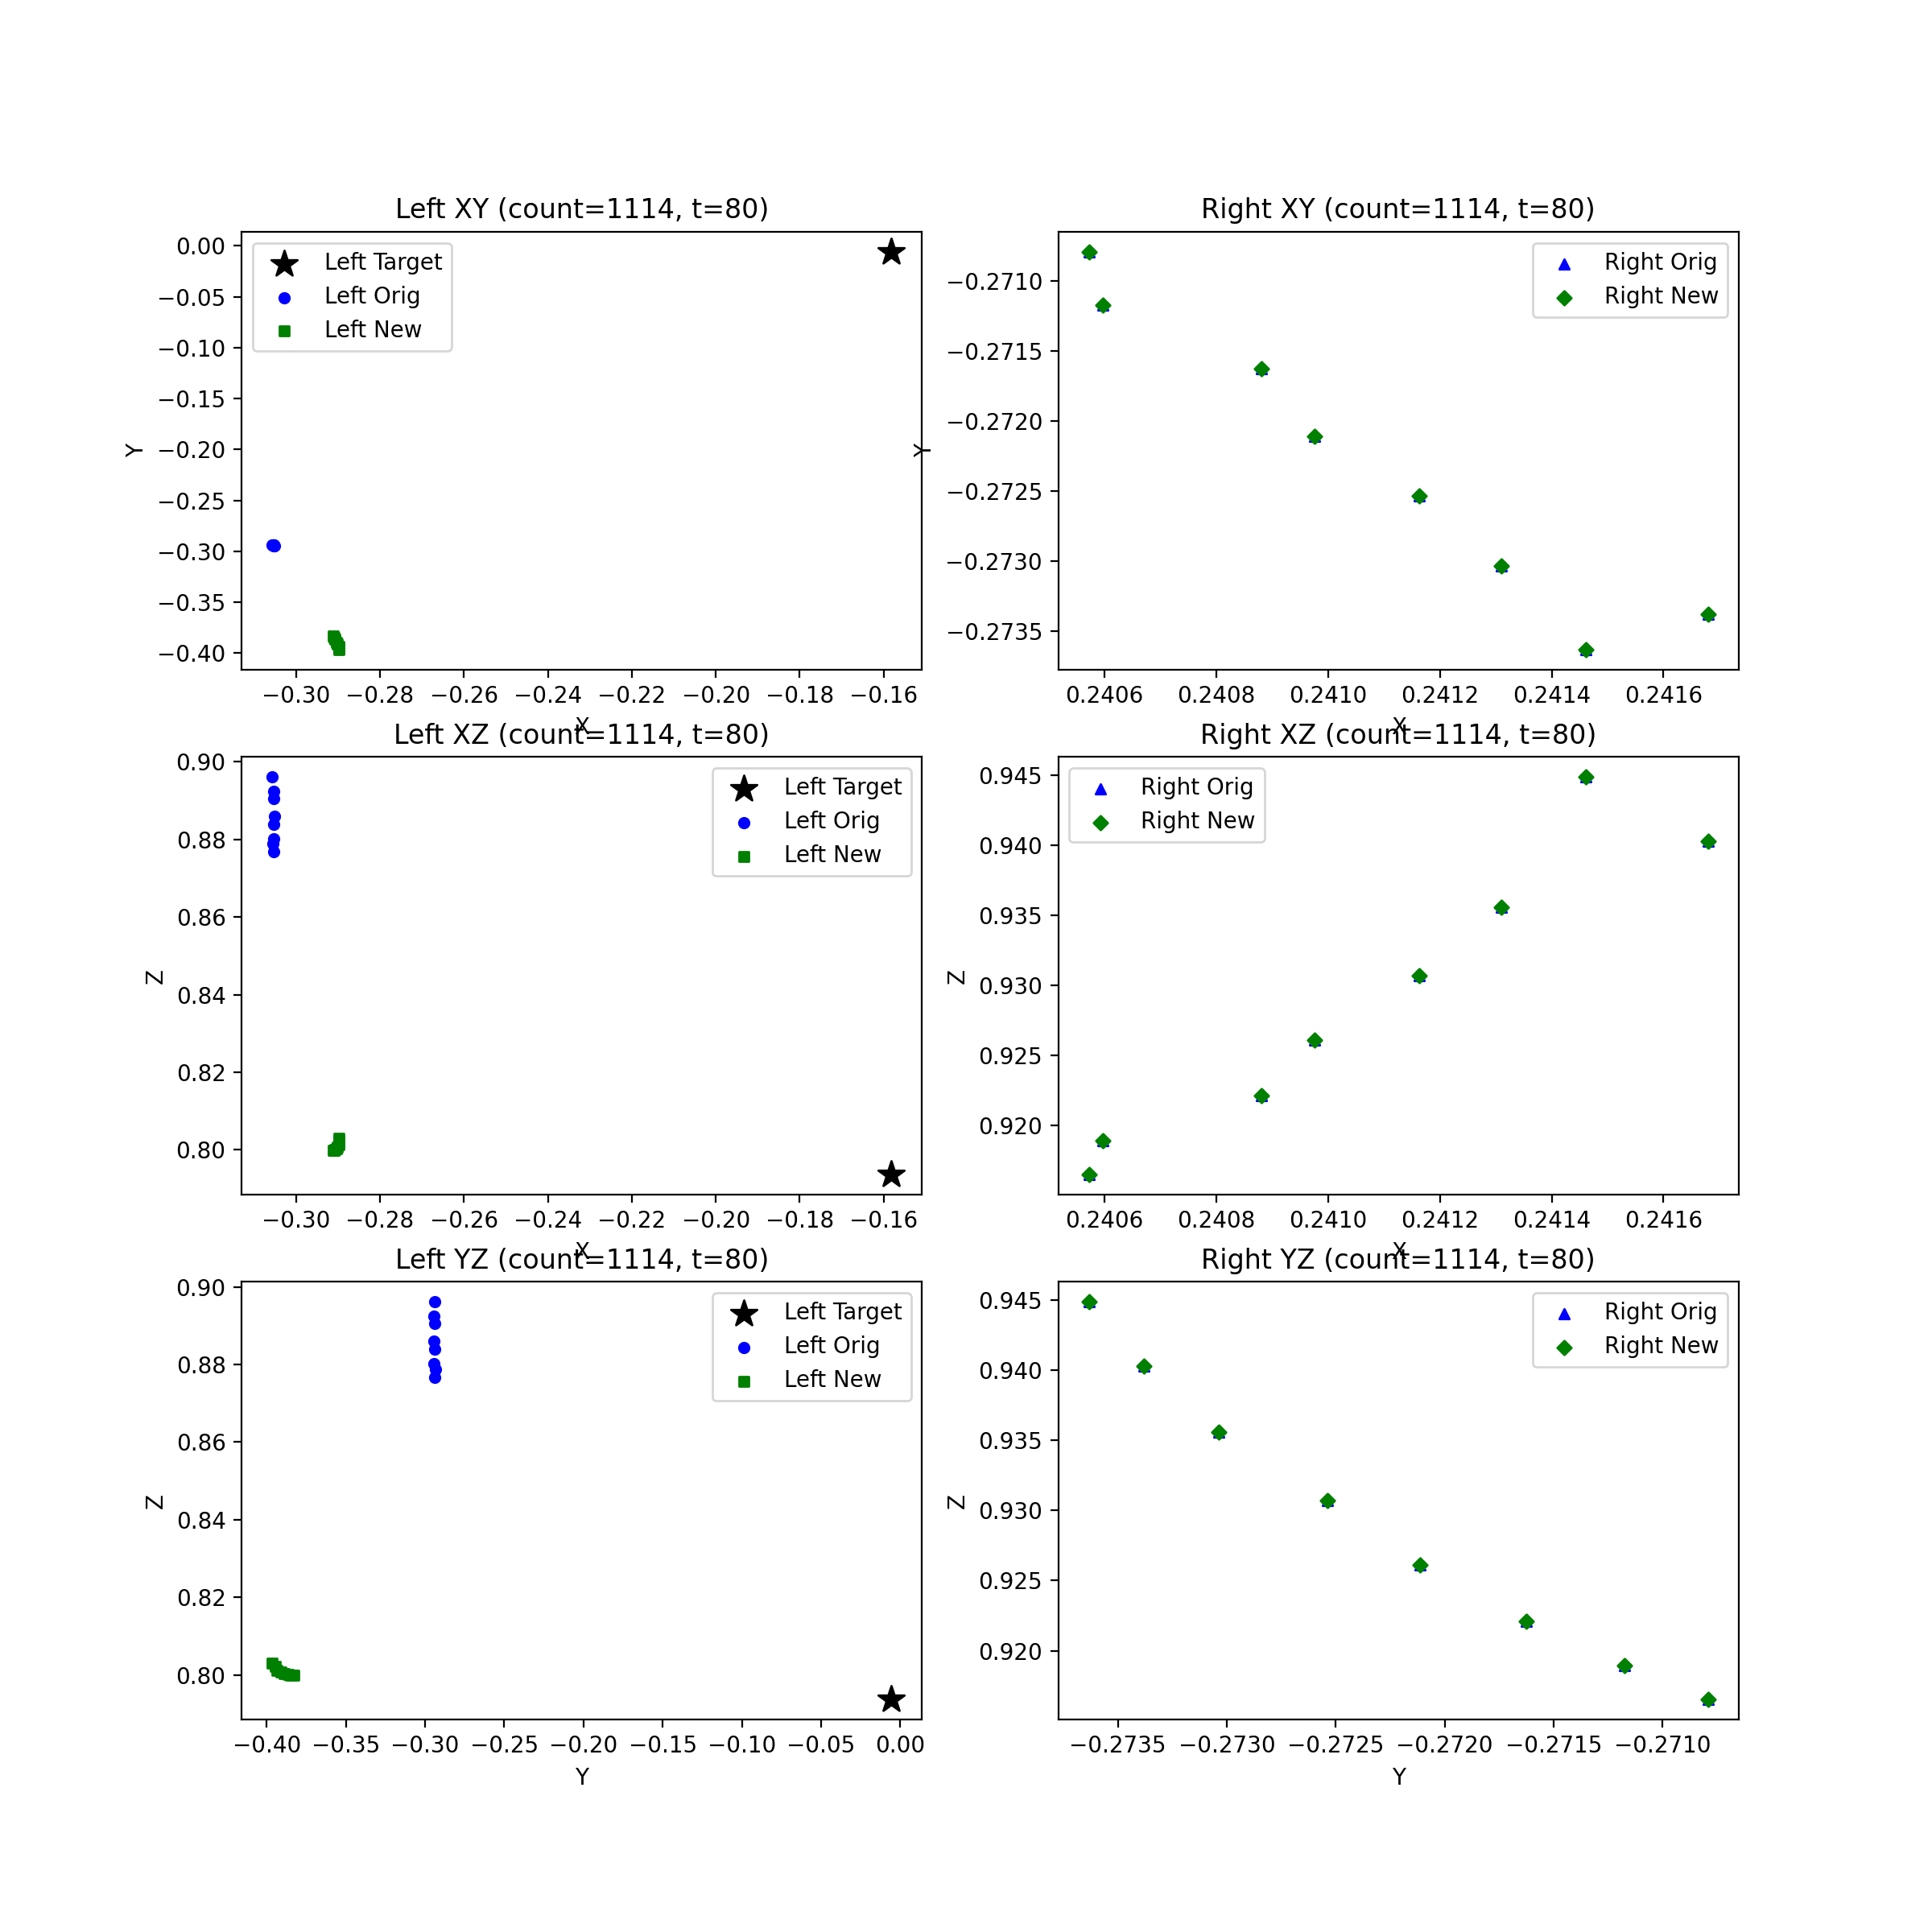 Left XY (count=1114, t=80)
0.00
−0.05
−0.10
−0.15
−0.20
−0.25
−0.30
−0.35
−0.40
Y
Left Target
Left Orig
Left New
−0.30 −0.28 −0.26 −0.24 −0.22 −0.20 −0.18 −0.16
X
Right XY (count=1114, t=80)
−0.2710
−0.2715
−0.2720
−0.2725
−0.2730
−0.2735
Y
Right Orig
Right New
0.2406 0.2408 0.2410 0.2412 0.2414 0.2416
X
Left XZ (count=1114, t=80)
0.90
0.88
0.86
0.84
0.82
0.80
Z
Left Target
Left Orig
Left New
−0.30 −0.28 −0.26 −0.24 −0.22 −0.20 −0.18 −0.16
X
Right XZ (count=1114, t=80)
0.945
0.940
0.935
0.930
0.925
0.920
Z
Right Orig
Right New
0.2406 0.2408 0.2410 0.2412 0.2414 0.2416
X
Left YZ (count=1114, t=80)
0.90
0.88
0.86
0.84
0.82
0.80
Z
Left Target
Left Orig
Left New
−0.40 −0.35 −0.30 −0.25 −0.20 −0.15 −0.10 −0.05 0.00
Y
Right YZ (count=1114, t=80)
0.945
0.940
0.935
0.930
0.925
0.920
Z
Right Orig
Right New
−0.2735 −0.2730 −0.2725 −0.2720 −0.2715 −0.2710
Y